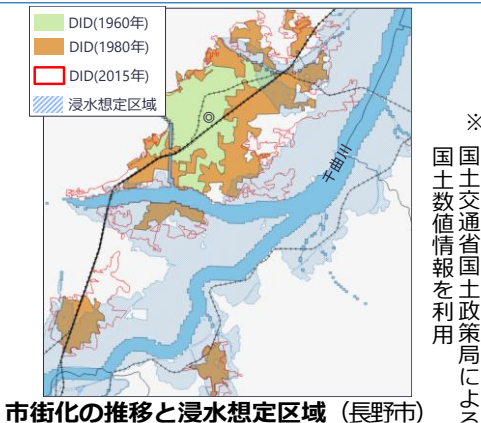 DID(1960年)
DID(1980年)
DID(2015年)
浸水想定区域
千曲川
※国土交通省国土政策局による
国土数値情報を利用
市街化の推移と浸水想定区域（長野市）